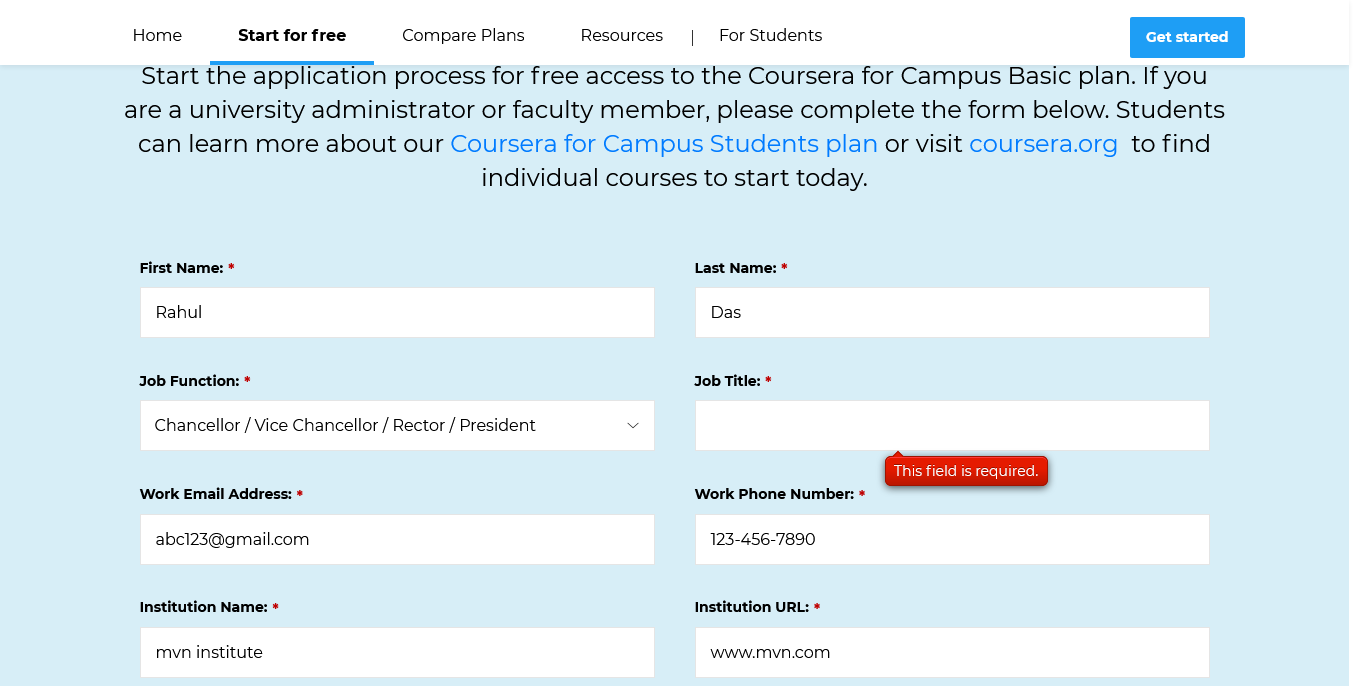 Home Start for free Compare Plans Resources | For Students Get started
Start the application process for free access to the Coursera for Campus Basic plan. If you
are a university administrator or faculty member, please complete the form below. Students
can learn more about our Coursera for Campus Students plan or visit coursera.org to find
individual courses to start today.
First Name: * Last Name: *
Rahul Das
Job Function: * Job Title: *
Chancellor / Vice Chancellor / Rector / President
This field is required.
Work Email Address: * Work Phone Number: *
abc123@gmail.com 123-456-7890
Institution Name: * Institution URL: *
mvn institute www.mvn.com